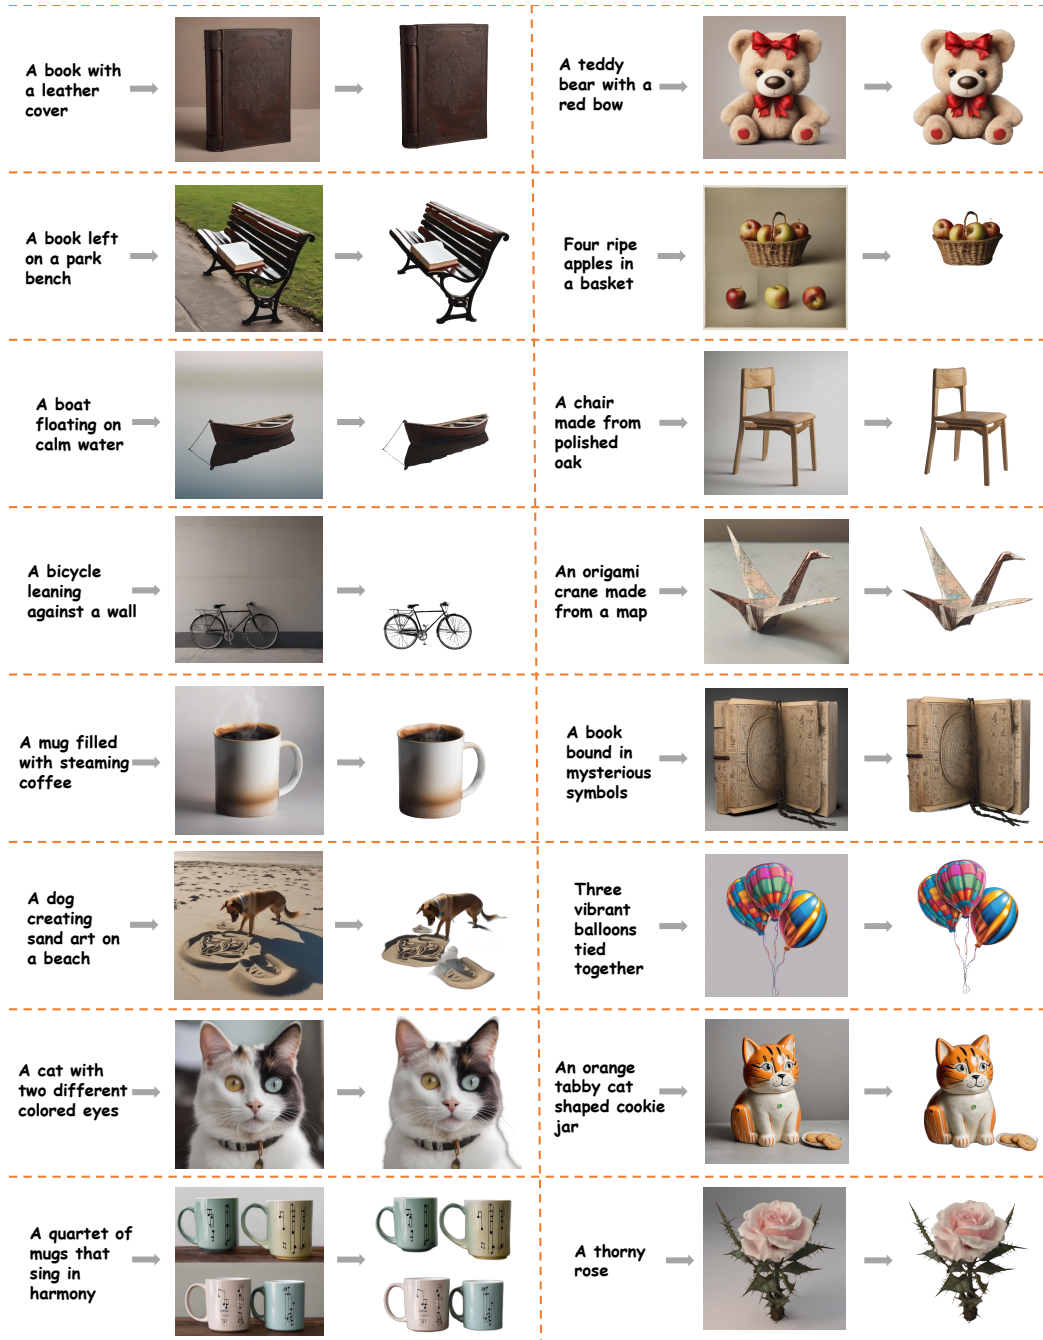 A book with
a leather
cover
A teddy
bear with a
red bow
A book left
on a park
bench
Four ripe
apples in
a basket
A boat
floating on
calm water
A chair
made from
polished
oak
A bicycle
leaning
against a wall
An origami
crane made
from a map
A mug filled
with steaming
coffee
A book
bound in
mysterious
symbols
A dog
creating
sand art on
a beach
Three
vibrant
balloons
tied
together
A cat with
two different
colored eyes
An orange
tabby cat
shaped cookie
jar
A quartet of
mugs that
sing in
harmony
A thorny
rose